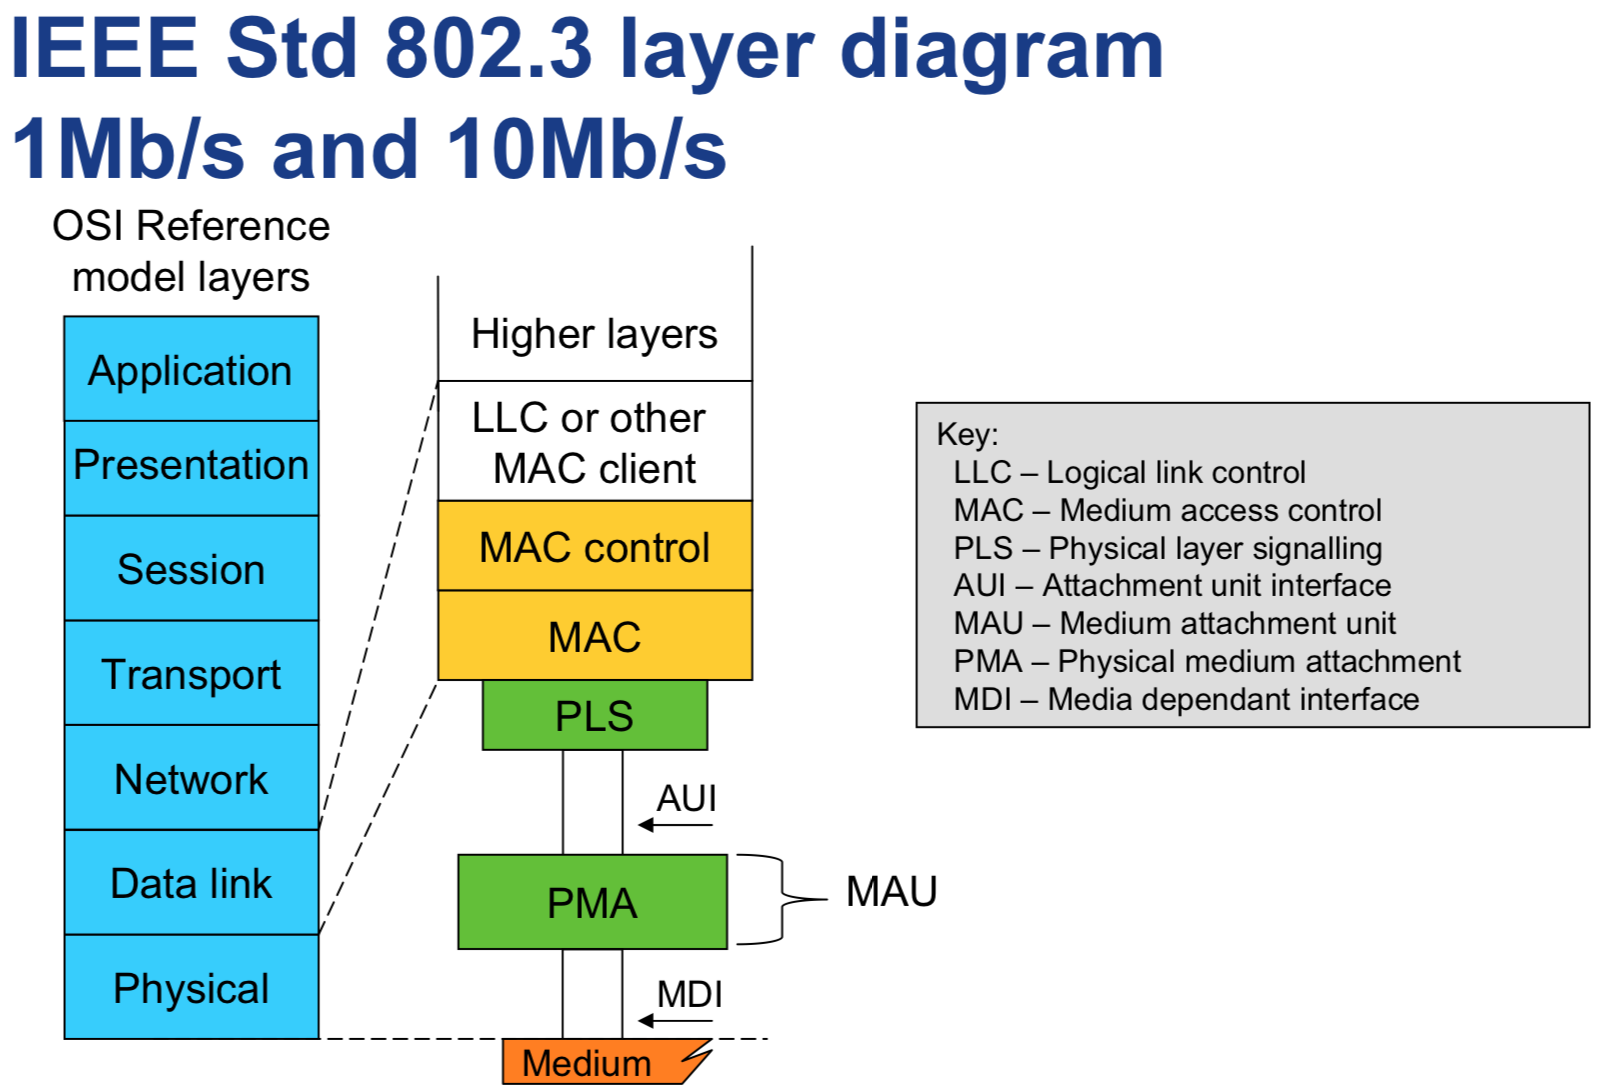 IEEE Std 802.3 layer diagram
1Mb/s and 10Mb/s
OSI Reference
model layers
Application
Presentation
Session
Transport
Network
Data link
Physical
Higher layers
LLC or other
MAC client
MAC control
MAC
PLS
AUI
PMA
MAU
MDI
Medium
Key:
LLC – Logical link control
MAC – Medium access control
PLS – Physical layer signalling
AUI – Attachment unit interface
MAU – Medium attachment unit
PMA – Physical medium attachment
MDI – Media dependant interface